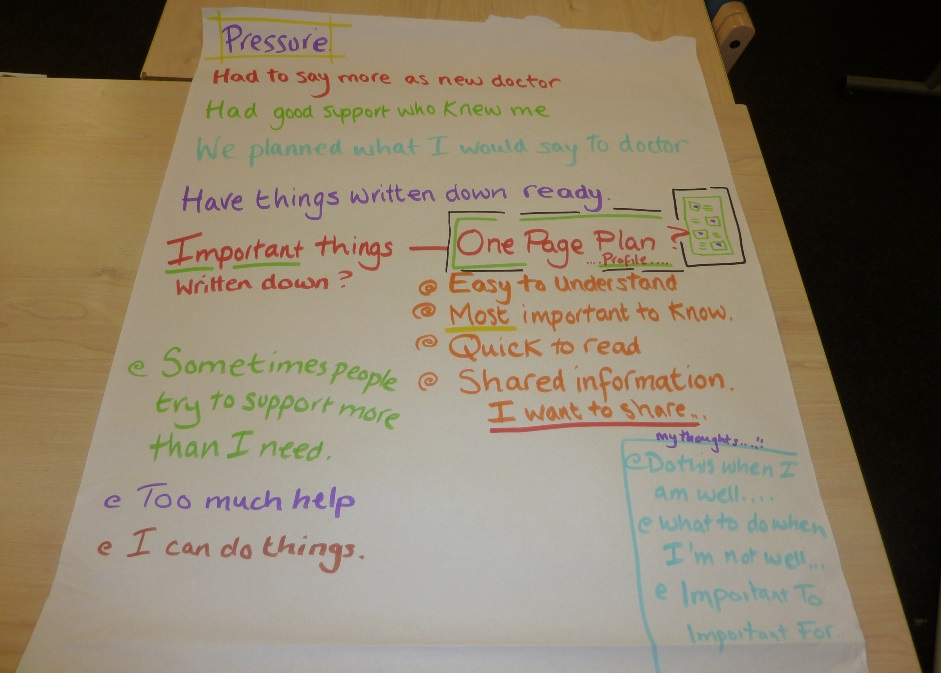 Pressure.
Had to say more as new doctor
Had good support who knew me
We planned what I would say To doctor
Have things written down ready.
Important things — One Page Plan ?
....Profile.....
Written down ?
Easy to Understand
Most important to Know.
Quick to read
Shared information.
I want to share...
Sometimes people
try to support more
than I need.
Too much help
I can do things.
my thoughts....!!
Do this when I
am well....
what to do when
I'm not well...
Important To
Important For